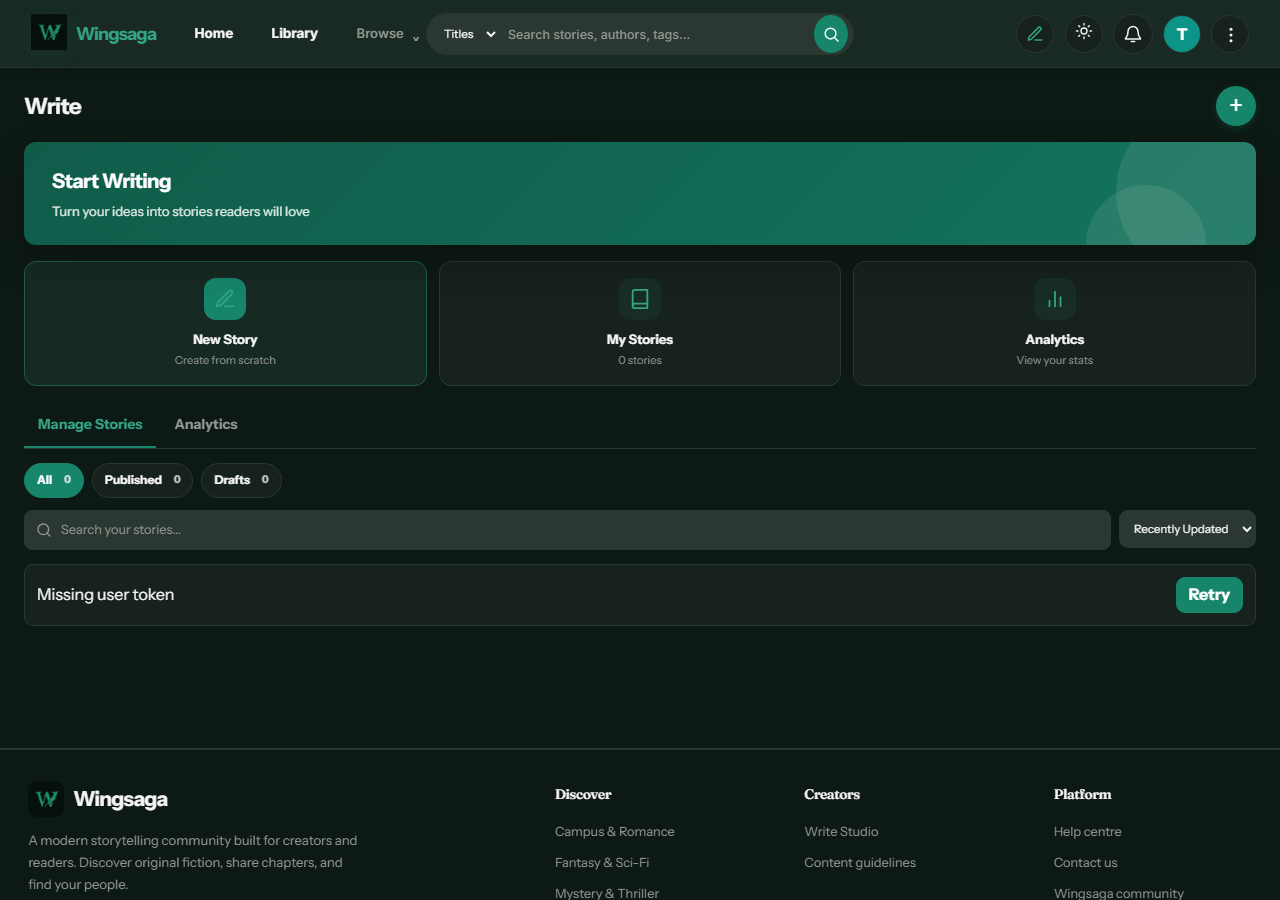 Wingsaga
Home
Library
Browse
Titles
Search stories, authors, tags...
T
Write
+
Start Writing
Turn your ideas into stories readers will love
New Story
Create from scratch
My Stories
0 stories
Analytics
View your stats
Manage Stories
Analytics
All 0
Published 0
Drafts 0
Search your stories...
Recently Updated
Missing user token
Retry
Wingsaga
A modern storytelling community built for creators and
readers. Discover original fiction, share chapters, and
find your people.
Discover
Campus & Romance
Fantasy & Sci-Fi
Mystery & Thriller
Creators
Write Studio
Content guidelines
Platform
Help centre
Contact us
Wingsaga community